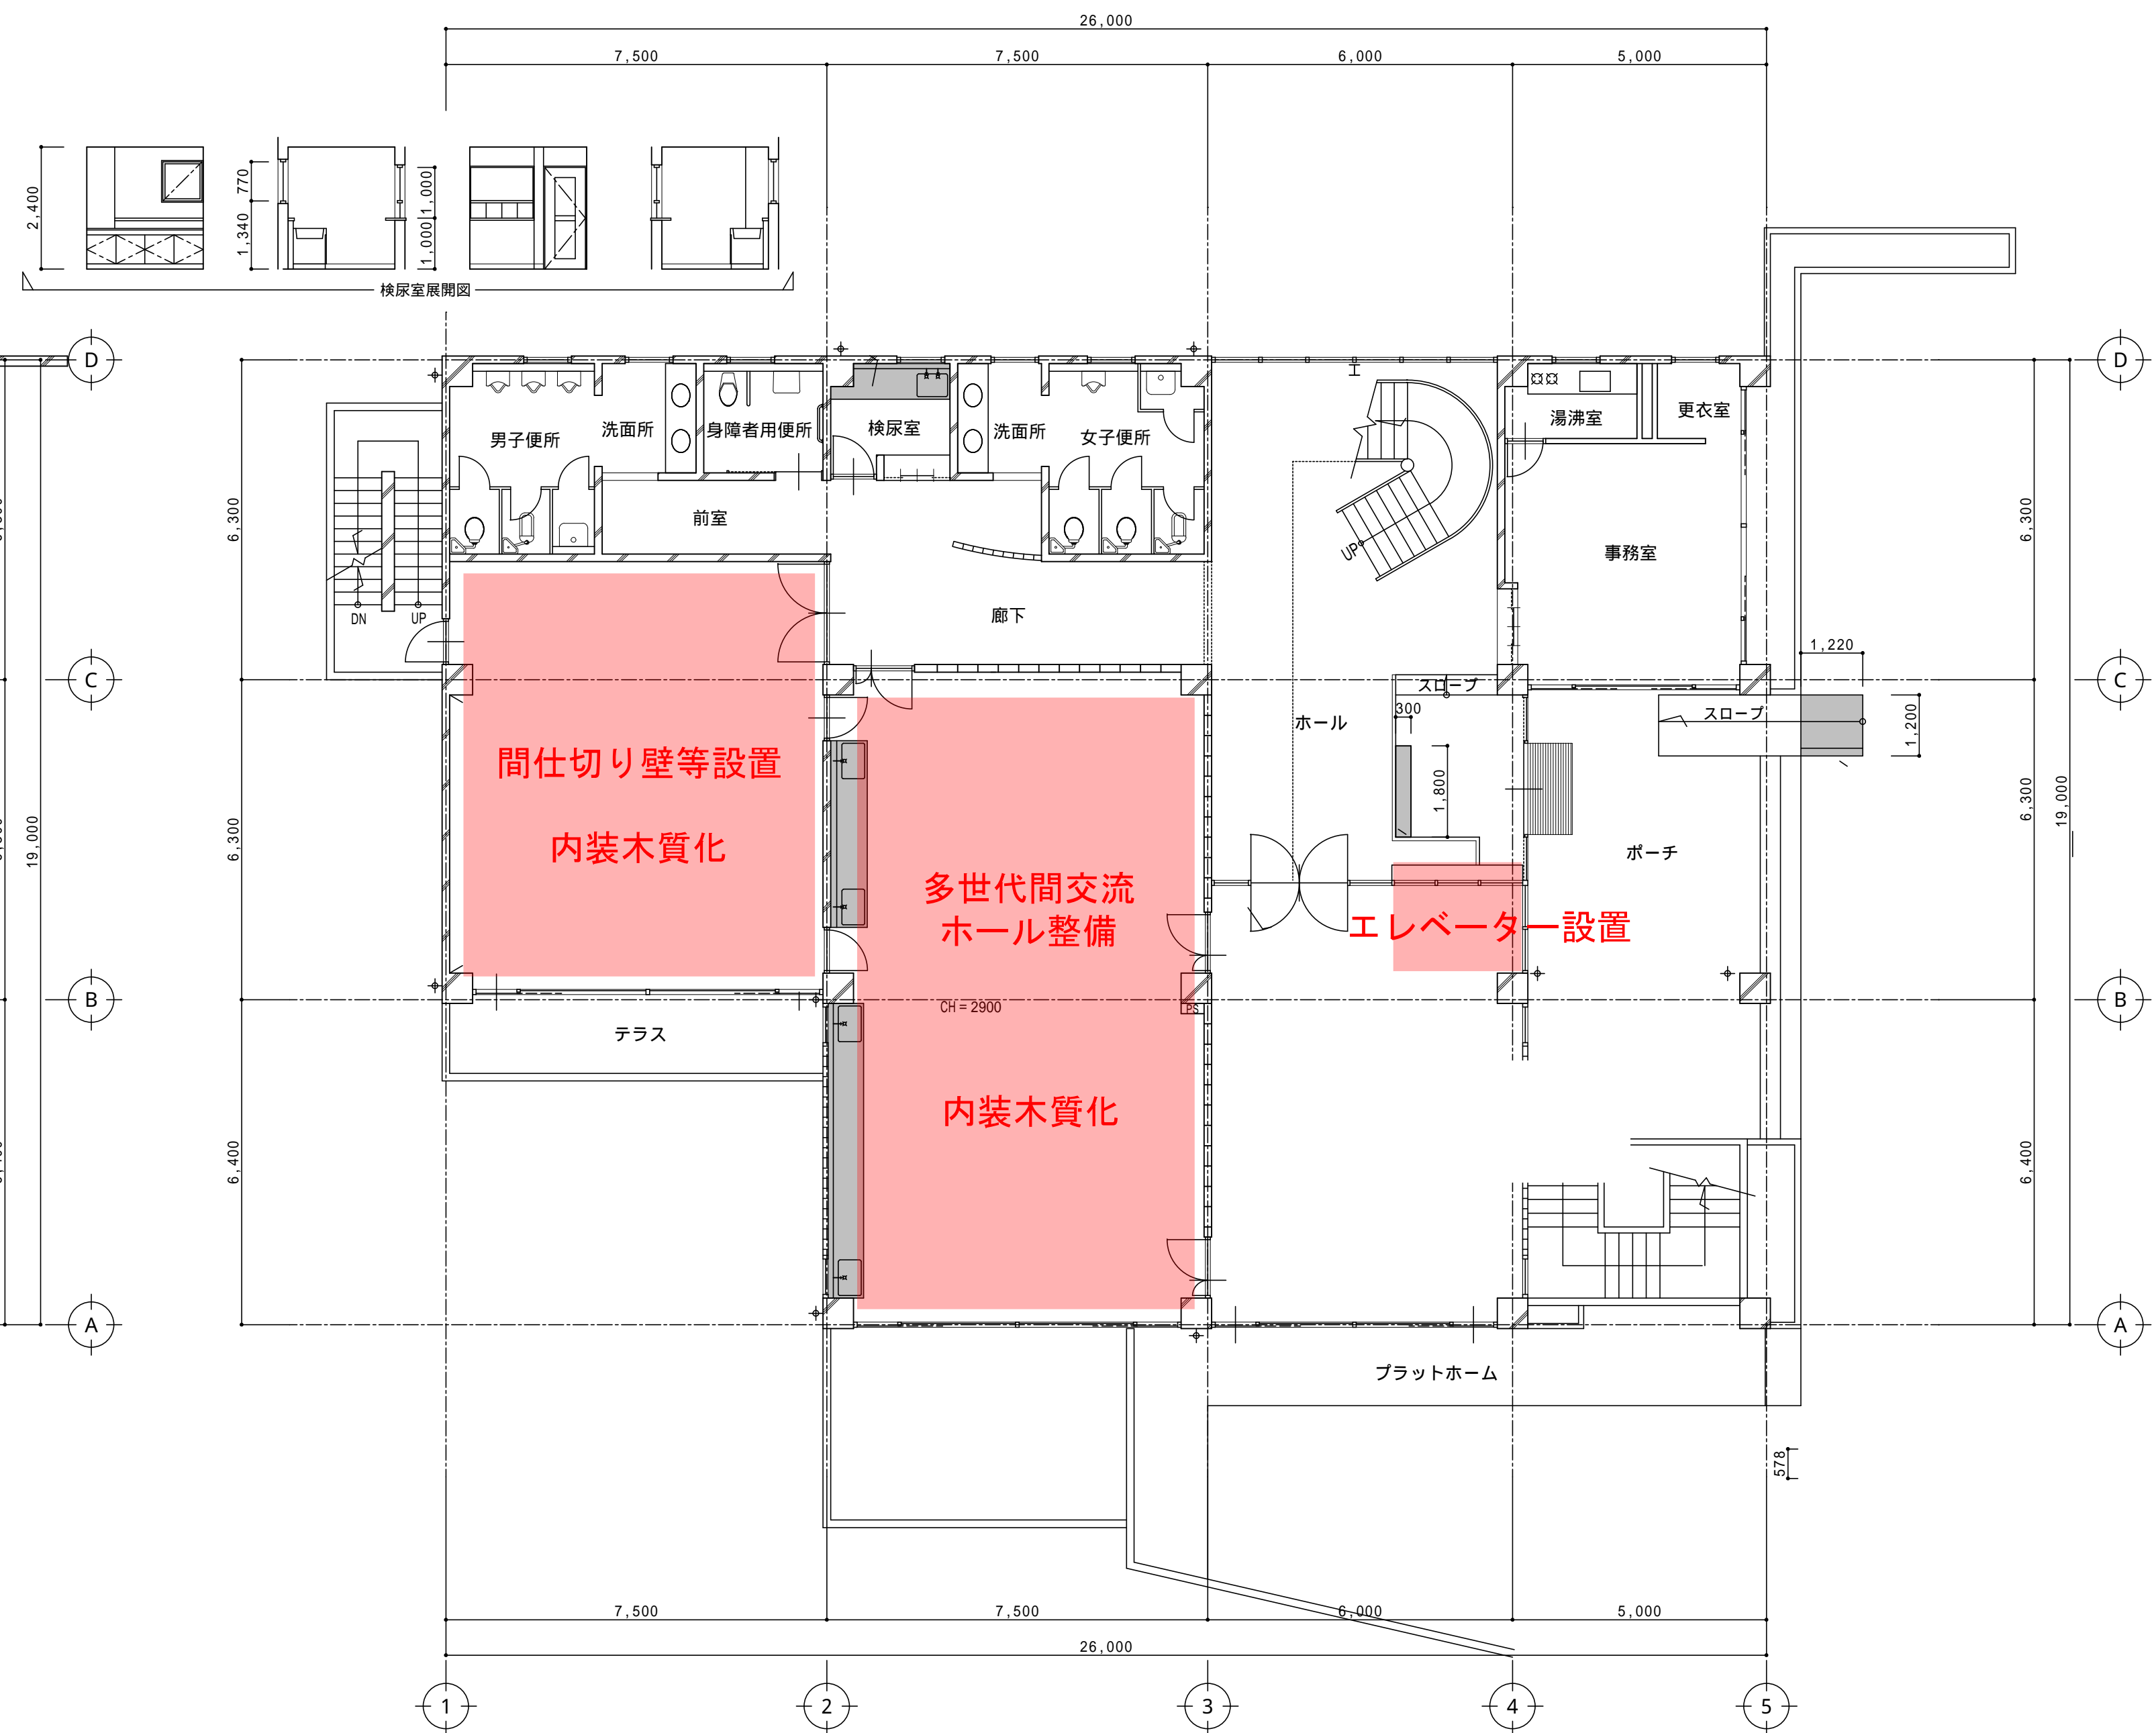 26,000
7,500
7,500
6,000
5,000
2,400
1,340
770
1,000
1,000
検尿室展開図
D
D
男子便所
洗面所
身障者用便所
検尿室
洗面所
女子便所
湯沸室
更衣室
前室
UP
事務室
6,300
6,300
DN
UP
廊下
C
C
スロープ
1,220
300
ホール
スロープ
1,200
間仕切り壁等設置
1,800
19,000
6,300
6,300
19,000
内装木質化
ポーチ
多世代間交流
ホール整備
エレベーター設置
B
B
CH=2900
PS
テラス
内装木質化
6,400
6,400
A
A
プラットホーム
578
7,500
7,500
6,000
5,000
26,000
1
2
3
4
5